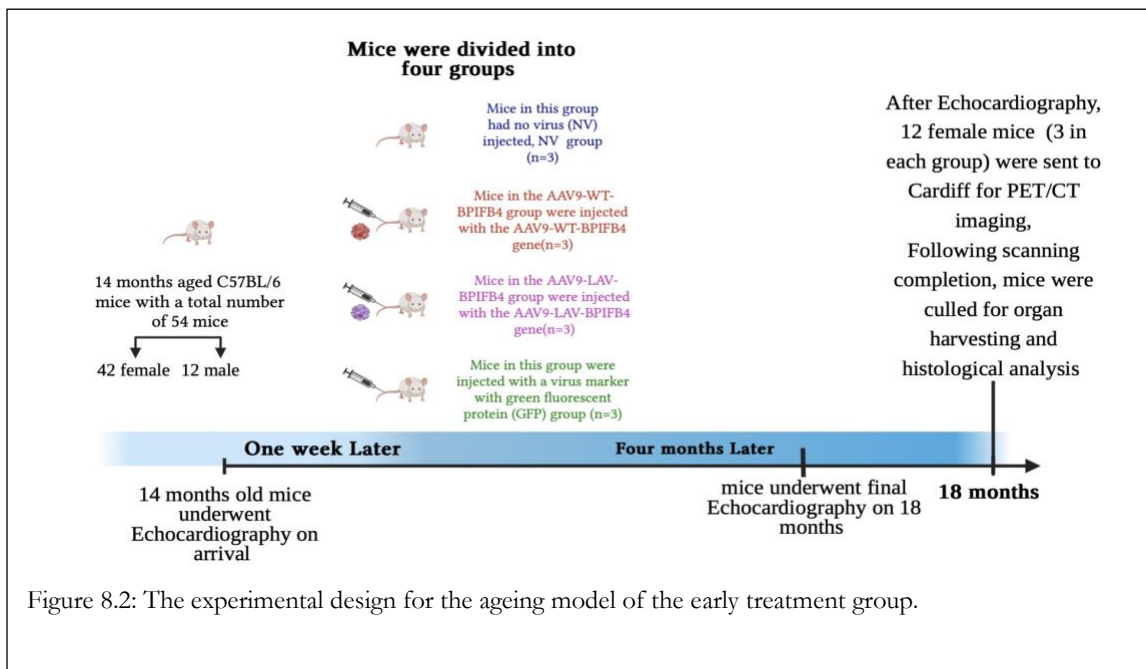 Mice were divided into
four groups
Mice in this group
had no virus (NV)
injected, NV group
(n=3)
Mice in the AAV9-WT-
BPIFB4 group were injected
with the AAV9-WT-BPIFB4
gene(n=3)
Mice in the AAV9-LAV-
BPIFB4 group were injected
with the AAV9-LAV-BPIFB4
gene(n=3)
Mice in this group were
injected with a virus marker
with green fluorescent
protein (GFP) group (n=3)
14 months aged C57BL/6
mice with a total number
of 54 mice
42 female 12 male
After Echocardiography,
12 female mice (3 in
each group) were sent to
Cardiff for PET/CT
imaging,
Following scanning
completion, mice were
culled for organ
harvesting and
histological analysis
One week Later
Four months Later
14 months old mice
underwent
Echocardiography on
arrival
mice underwent final
Echocardiography on 18
months
18 months
Figure 8.2: The experimental design for the ageing model of the early treatment group.